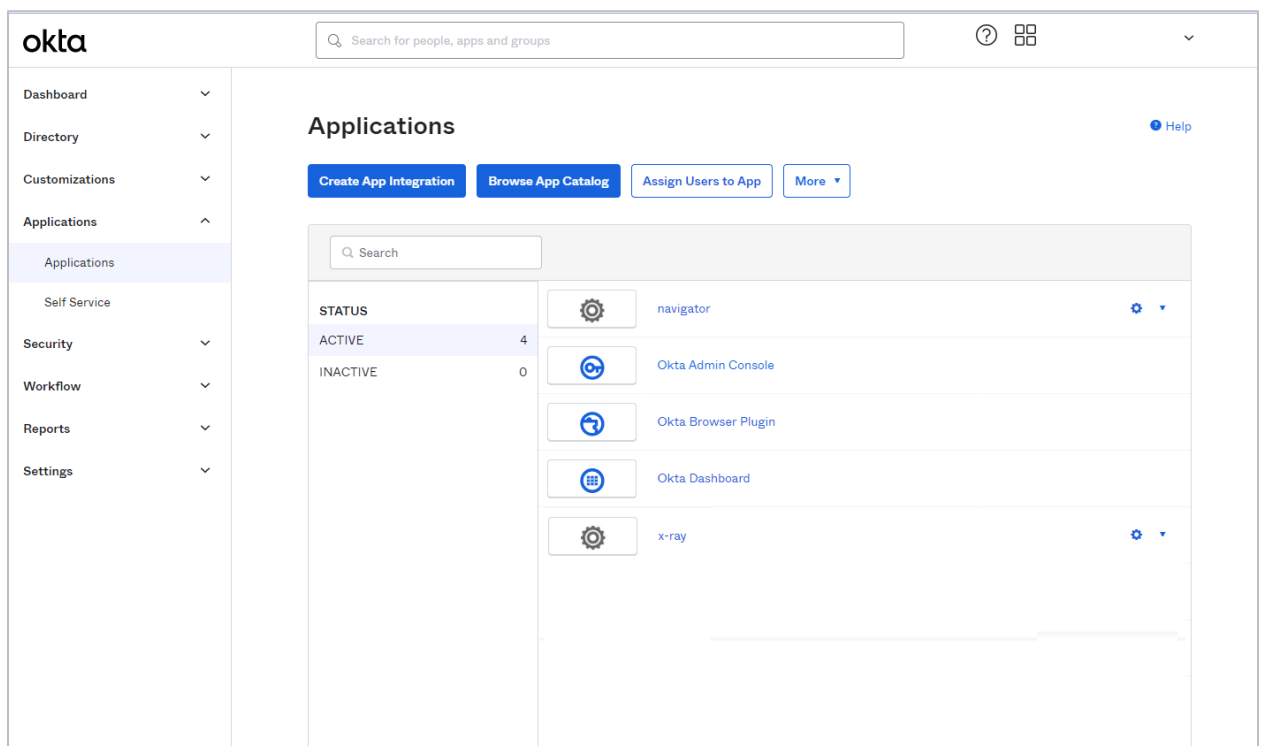 okta
Search for people, apps and groups
Dashboard
Directory
Customizations
Applications
Applications
Self Service
Security
Workflow
Reports
Settings
Applications
Help
Create App Integration
Browse App Catalog
Assign Users to App
More
Search
STATUS
ACTIVE 4
INACTIVE 0
navigator
Okta Admin Console
Okta Browser Plugin
Okta Dashboard
x-ray